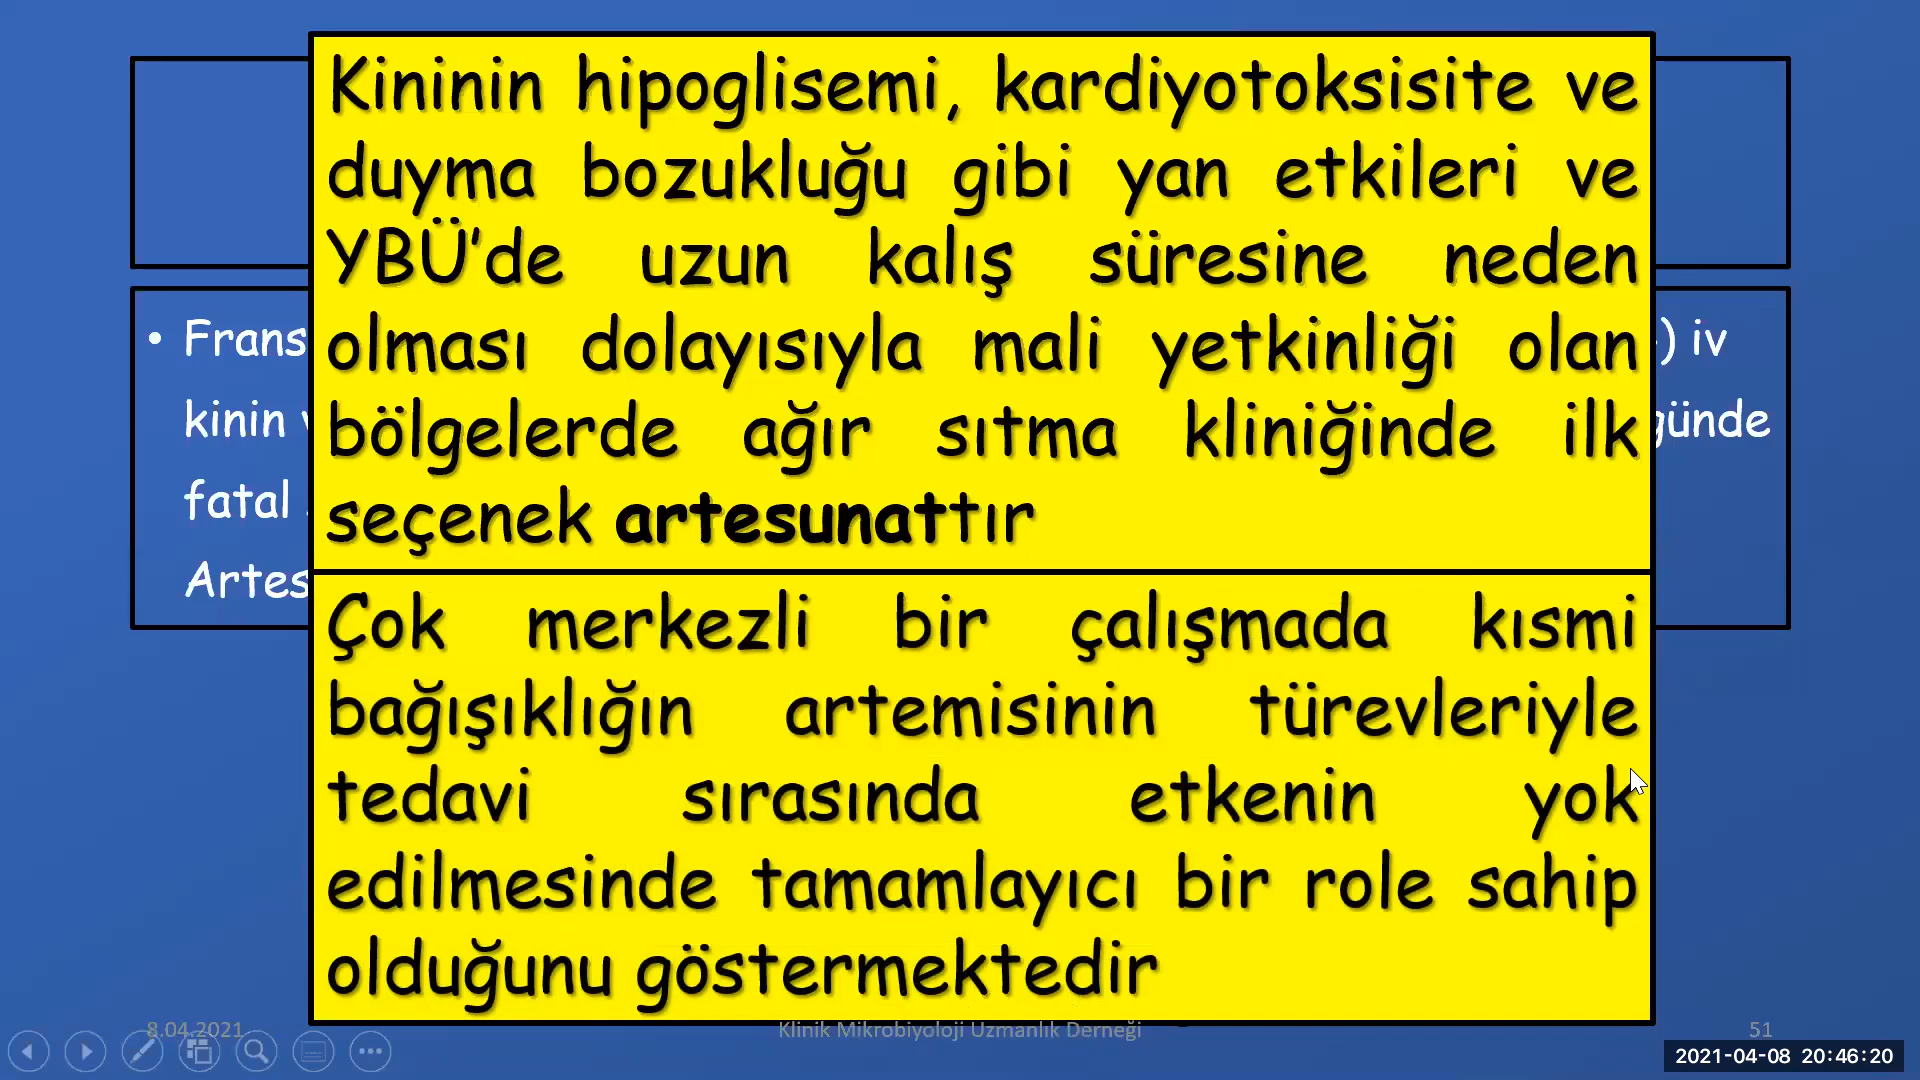 Kininin hipoglisemi, kardiyotoksisite ve
duyma bozukluğu gibi yan etkileri ve
YBÜ’de uzun kalış süresine neden
olması dolayısıyla mali yetkinliği olan
bölgelerde ağır sıtma kliniğinde ilk
seçenek artesunattır
Çok merkezli bir çalışmada kısmi
bağışıklığın artemisinin türevleriyle
tedavi sırasında etkenin yok
edilmesinde tamamlayıcı bir role sahip
olduğunu göstermektedir
• Frans
) iv
kinin
günde
fatal
Artes
8.04.2021
Klinik Mikrobiyoloji Uzmanlık Derneği
51
2021-04-08 20:46:20